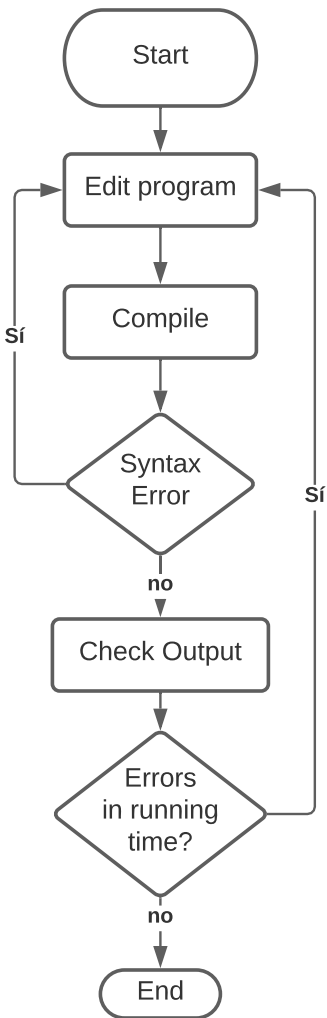 Start
Edit program
Compile
Sí
Syntax
Error
Sí
no
Check Output
Errors
in running
time?
no
End